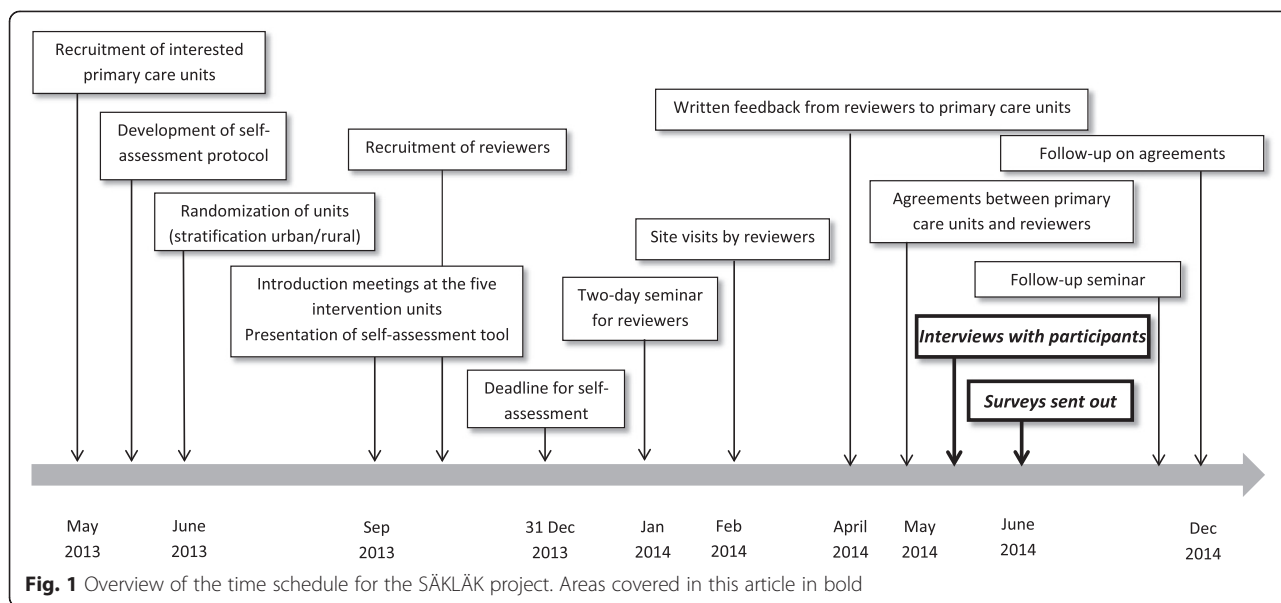 Recruitment of interested
primary care units
Development of self-
assessment protocol
Randomization of units
(stratification urban/rural)
Recruitment of reviewers
Introduction meetings at the five
intervention units
Presentation of self-assessment tool
Deadline for self-
assessment
Two-day seminar
for reviewers
Site visits by reviewers
Written feedback from reviewers to primary care units
Agreements between primary
care units and reviewers
Follow-up on agreements
Follow-up seminar
Interviews with participants
Surveys sent out
May
2013
June
2013
Sep
2013
31 Dec
2013
Jan
2014
Feb
2014
April
2014
May
2014
June
2014
Dec
2014
Fig. 1 Overview of the time schedule for the SÄKLÄK project. Areas covered in this article in bold